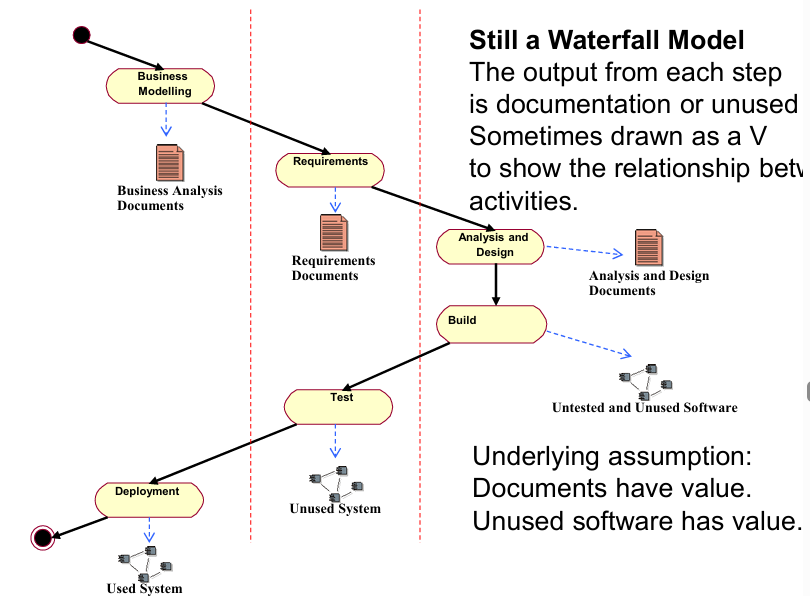 Still a Waterfall Model
The output from each step
is documentation or unused
Sometimes drawn as a V
to show the relationship
activities.
Business
Modelling
Business Analysis
Documents
Requirements
Requirements
Documents
Analysis and
Design
Analysis and Design
Documents
Build
Untested and Unused Software
Test
Unused System
Deployment
Used System
Underlying assumption:
Documents have value.
Unused software has value.